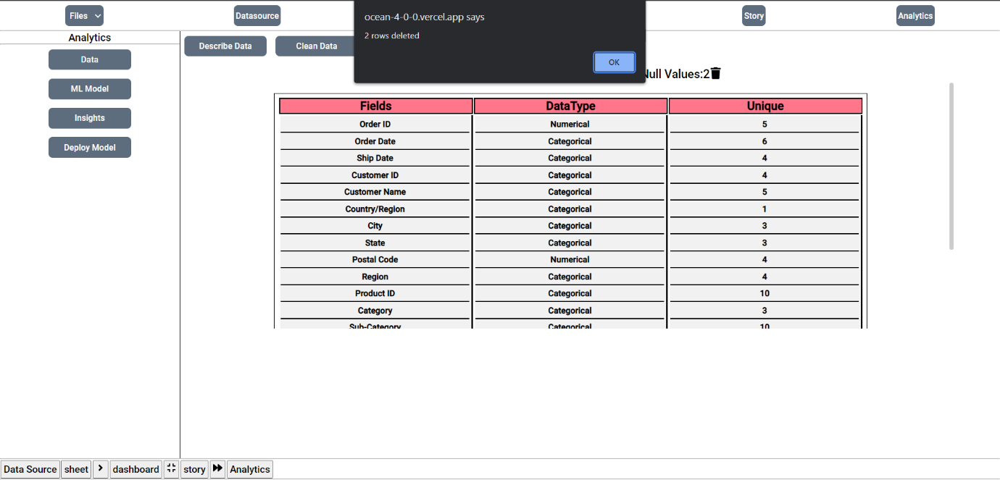 Files
Datasource
Story
Analytics
ocean-4-0-0.vercel.app says
2 rows deleted
OK
Analytics
Data
ML Model
Insights
Deploy Model
Describe Data
Clean Data
Null Values:2
Fields DataType Unique
Order ID Numerical 5
Order Date Categorical 6
Ship Date Categorical 4
Customer ID Categorical 4
Customer Name Categorical 5
Country/Region Categorical 1
City Categorical 3
State Categorical 3
Postal Code Numerical 4
Region Categorical 4
Product ID Categorical 10
Category Categorical 3
Sub-Category Categorical 10
Data Source sheet dashboard story Analytics